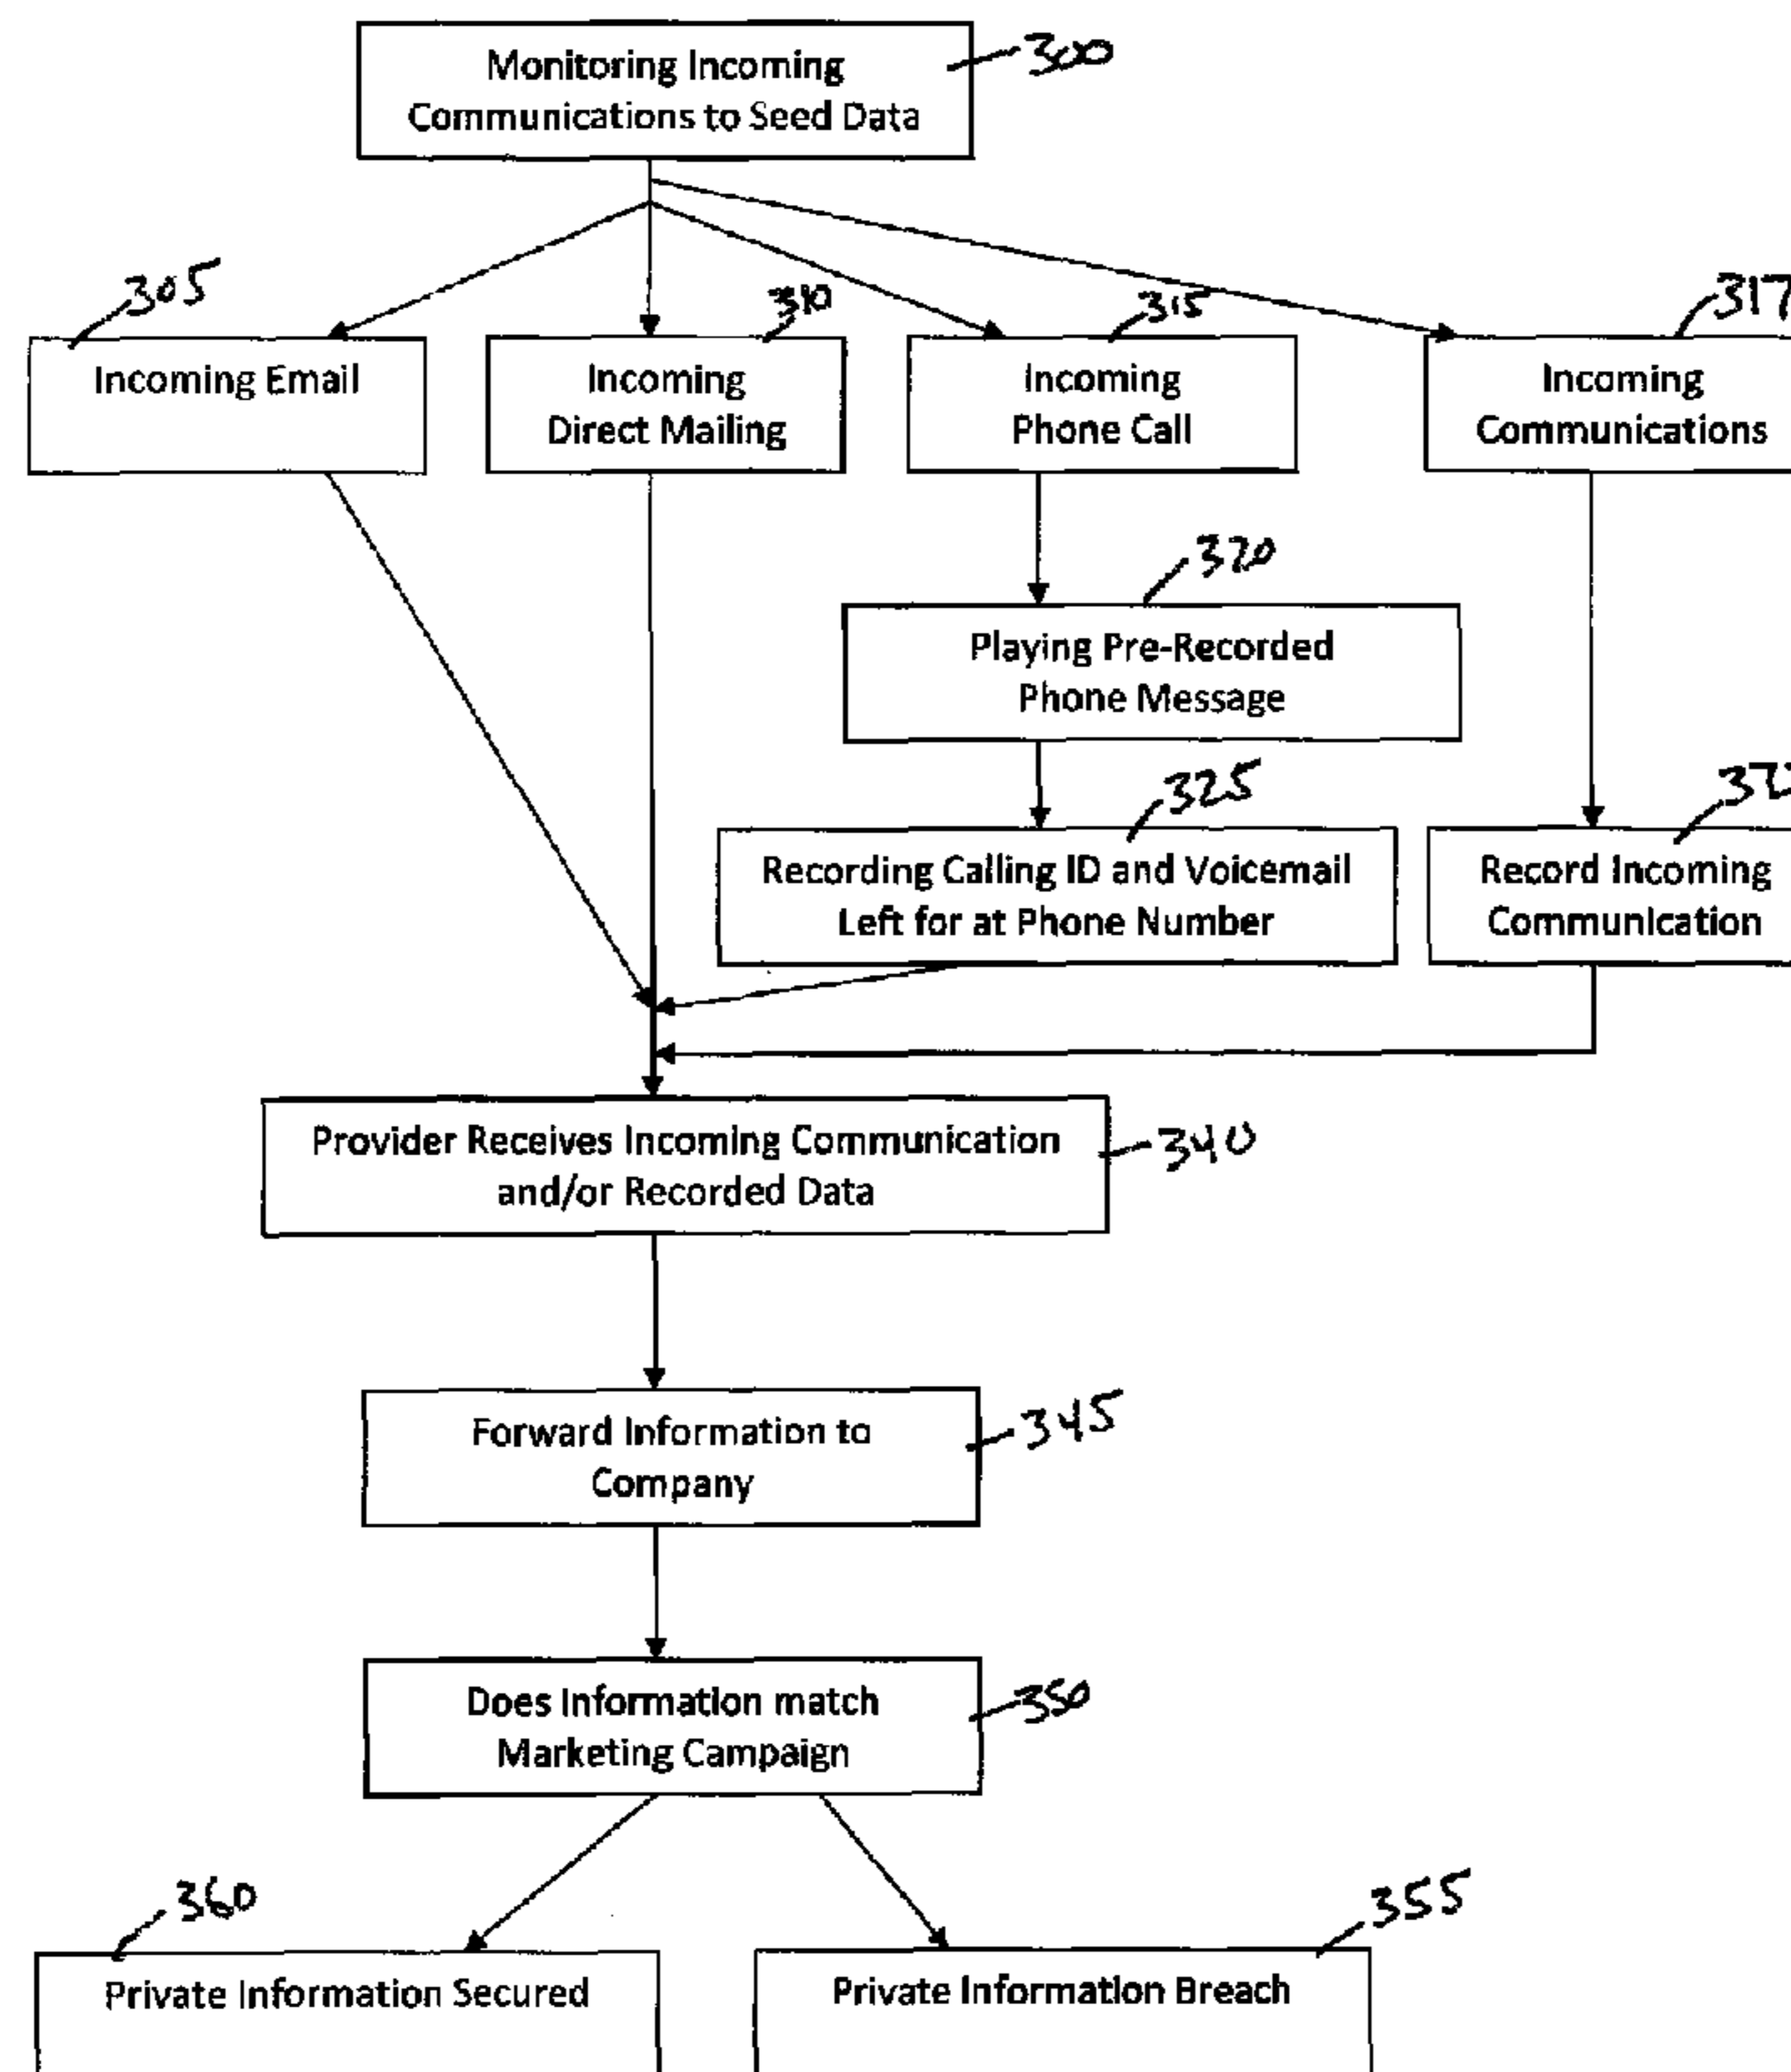 Monitoring Incoming
Communications to Seed Data
300
305
310
315
317
Incoming Email
Incoming
Direct Mailing
Incoming
Phone Call
Incoming
Communications
320
Playing Pre-Recorded
Phone Message
325
Recording Calling ID and Voicemail
Left for at Phone Number
Record Incoming
Communication
Provider Receives Incoming Communication
and/or Recorded Data
340
Forward Information to
Company
345
Does Information match
Marketing Campaign
350
360
355
Private Information Secured
Private Information Breach